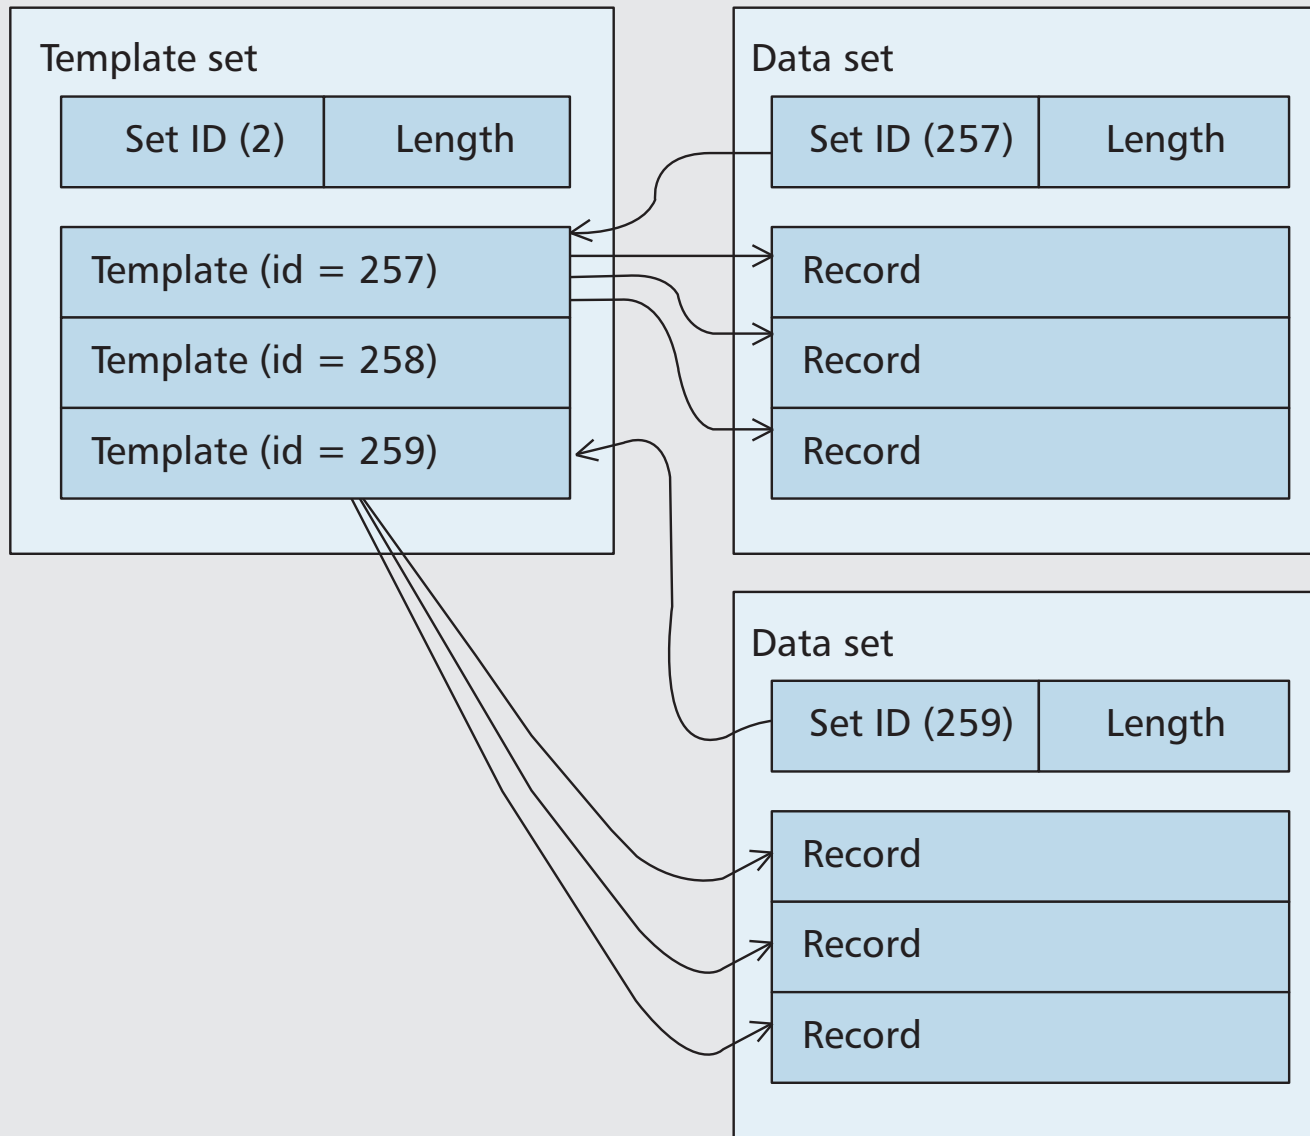 Template set
Set ID (2) Length
Template (id = 257)
Template (id = 258)
Template (id = 259)
Data set
Set ID (257) Length
Record
Record
Record
Data set
Set ID (259) Length
Record
Record
Record